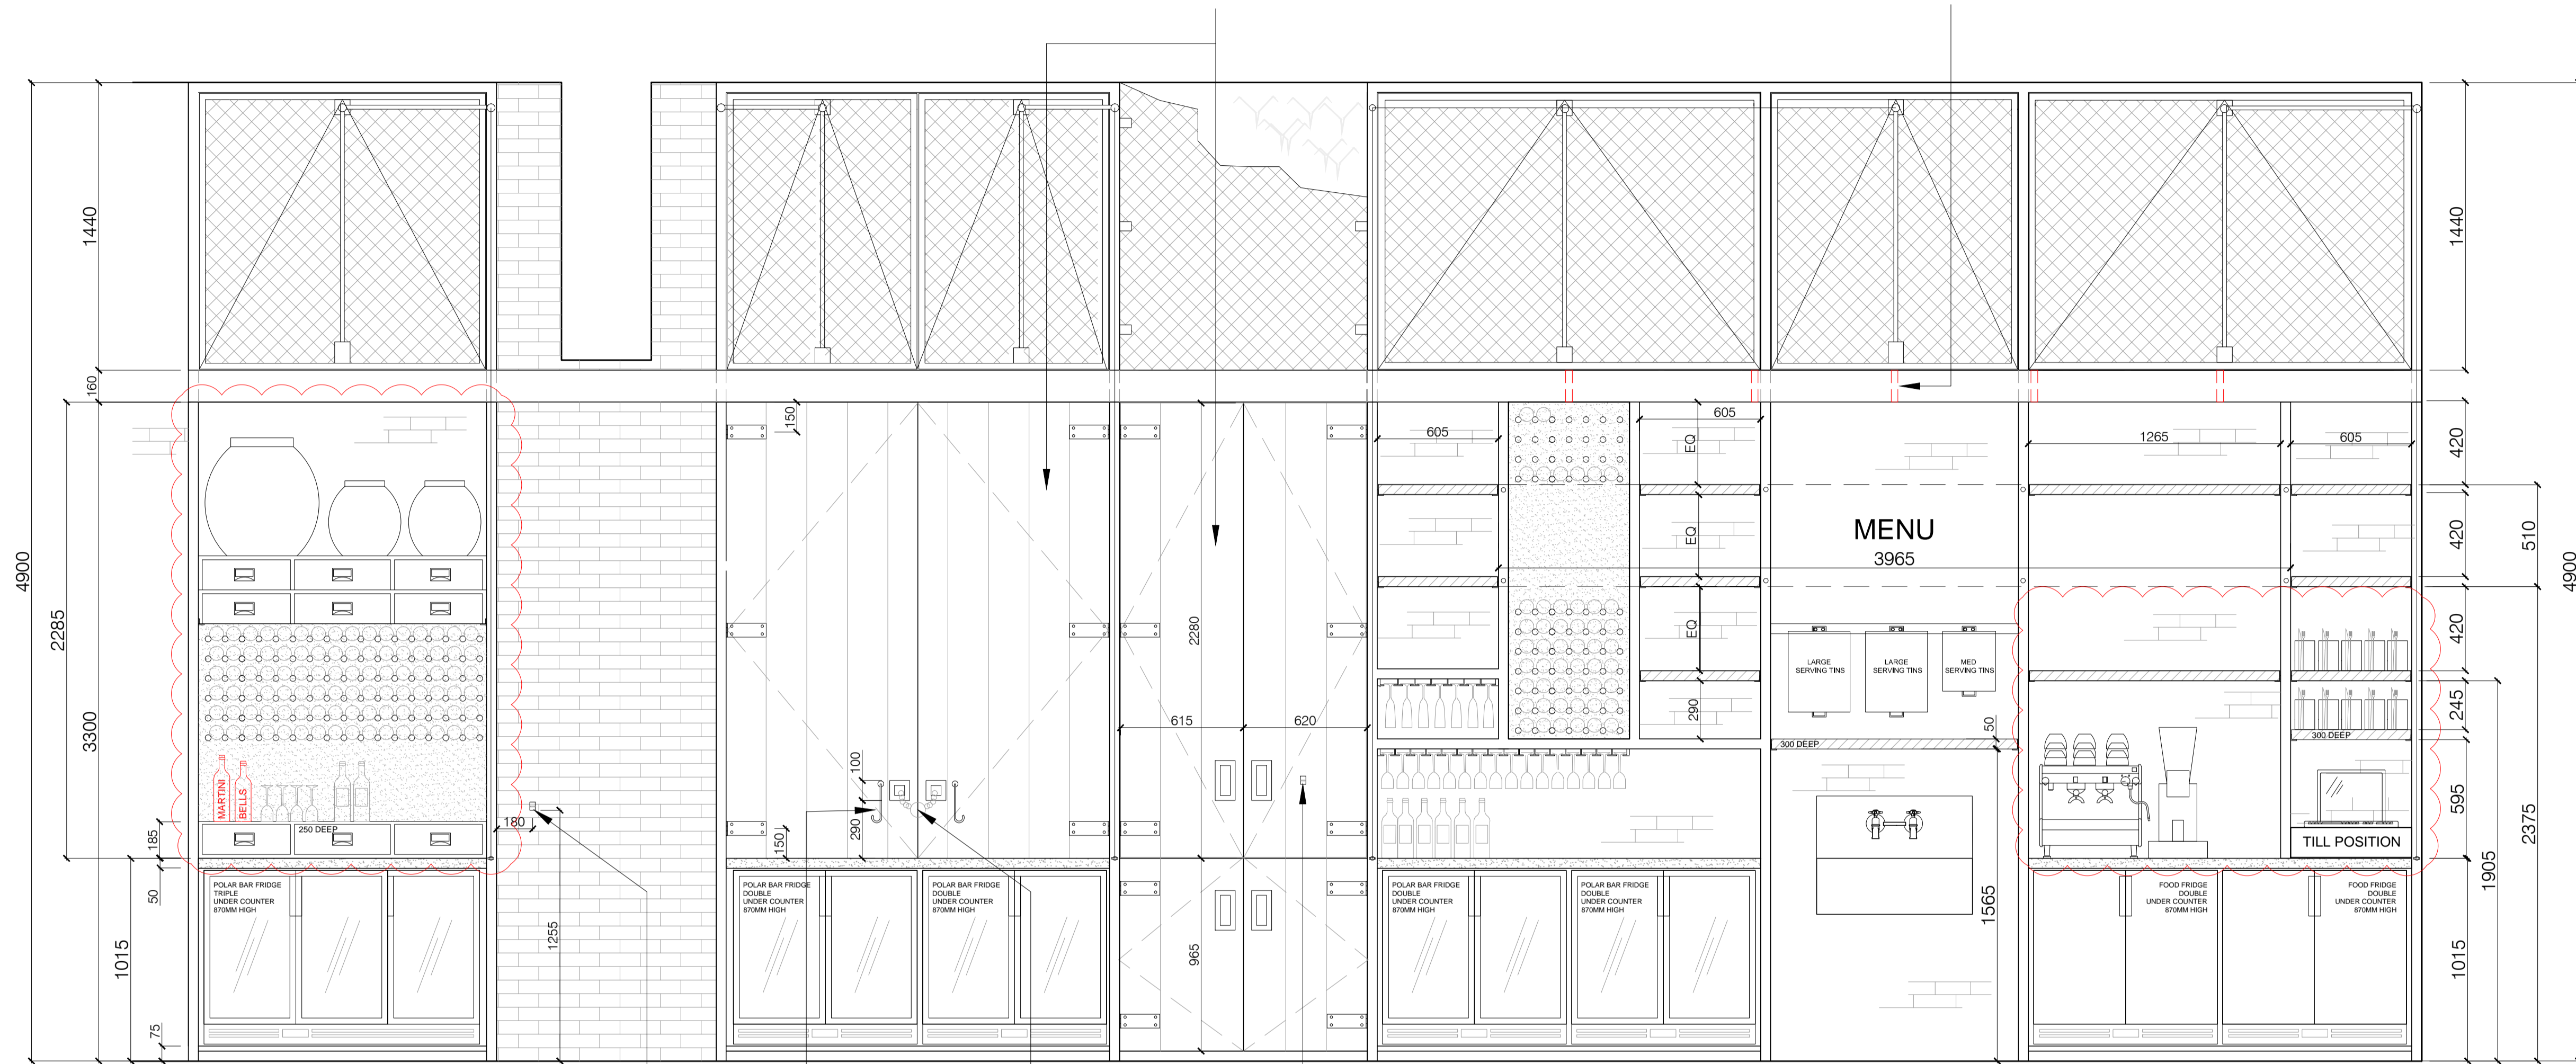 4900
1440
160
2285
3300
1015
185
50
75
MARTINI
BELLS
250 DEEP
180
1255
POLAR BAR FRIDGE
TRIPLE
UNDER COUNTER
870MM HIGH
150
100
290
150
POLAR BAR FRIDGE
DOUBLE
UNDER COUNTER
870MM HIGH
POLAR BAR FRIDGE
DOUBLE
UNDER COUNTER
870MM HIGH
2280
615
620
965
605
605
EQ
EQ
EQ
290
POLAR BAR FRIDGE
DOUBLE
UNDER COUNTER
870MM HIGH
POLAR BAR FRIDGE
DOUBLE
UNDER COUNTER
870MM HIGH
MENU
3965
LARGE
SERVING TINS
LARGE
SERVING TINS
MED
SERVING TINS
50
300 DEEP
1565
1265
605
300 DEEP
TILL POSITION
FOOD FRIDGE
DOUBLE
UNDER COUNTER
870MM HIGH
FOOD FRIDGE
DOUBLE
UNDER COUNTER
870MM HIGH
1440
420
420
420
245
595
1015
1905
510
2375
4900